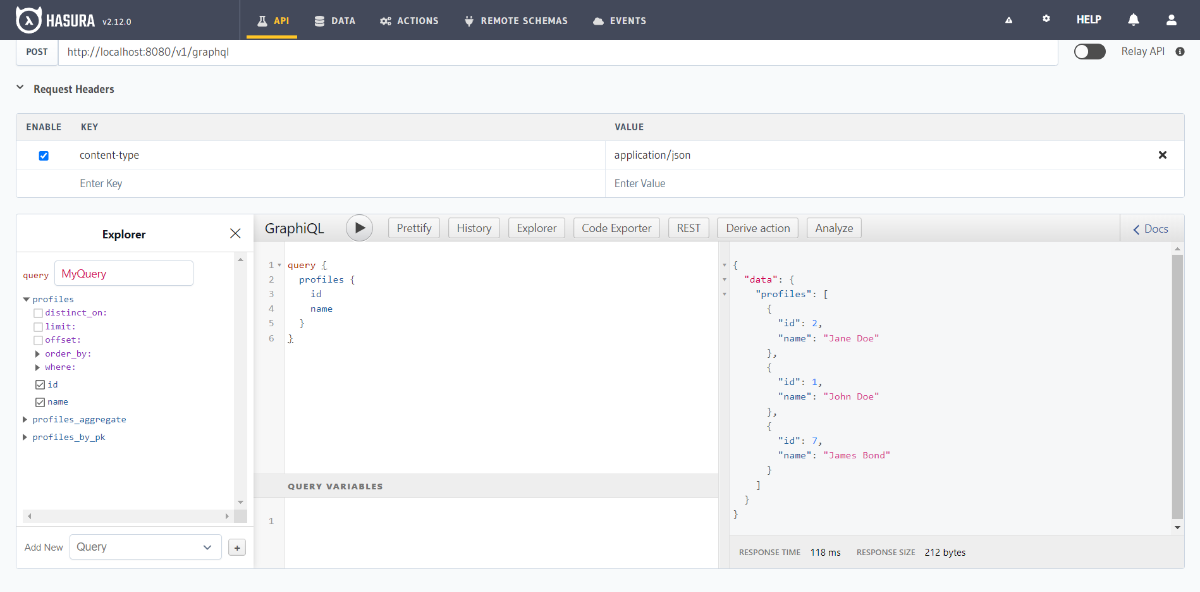 HASURA v2.12.0 API DATA ACTIONS REMOTE SCHEMAS EVENTS HELP
POST http://localhost:8080/v1/graphql Relay API
Request Headers
ENABLE KEY VALUE
content-type application/json
Enter Key Enter Value
Explorer
query MyQuery
profiles
distinct_on:
limit:
offset:
order_by:
where:
id
name
profiles_aggregate
profiles_by_pk
Add New Query +
GraphiQL Prettify History Explorer Code Exporter REST Derive action Analyze Docs
1 query {
2 profiles {
3 id
4 name
5 }
6 }
QUERY VARIABLES
1
{
"data": {
"profiles": [
{
"id": 2,
"name": "Jane Doe"
},
{
"id": 1,
"name": "John Doe"
},
{
"id": 7,
"name": "James Bond"
}
]
}
}
RESPONSE TIME 118 ms RESPONSE SIZE 212 bytes